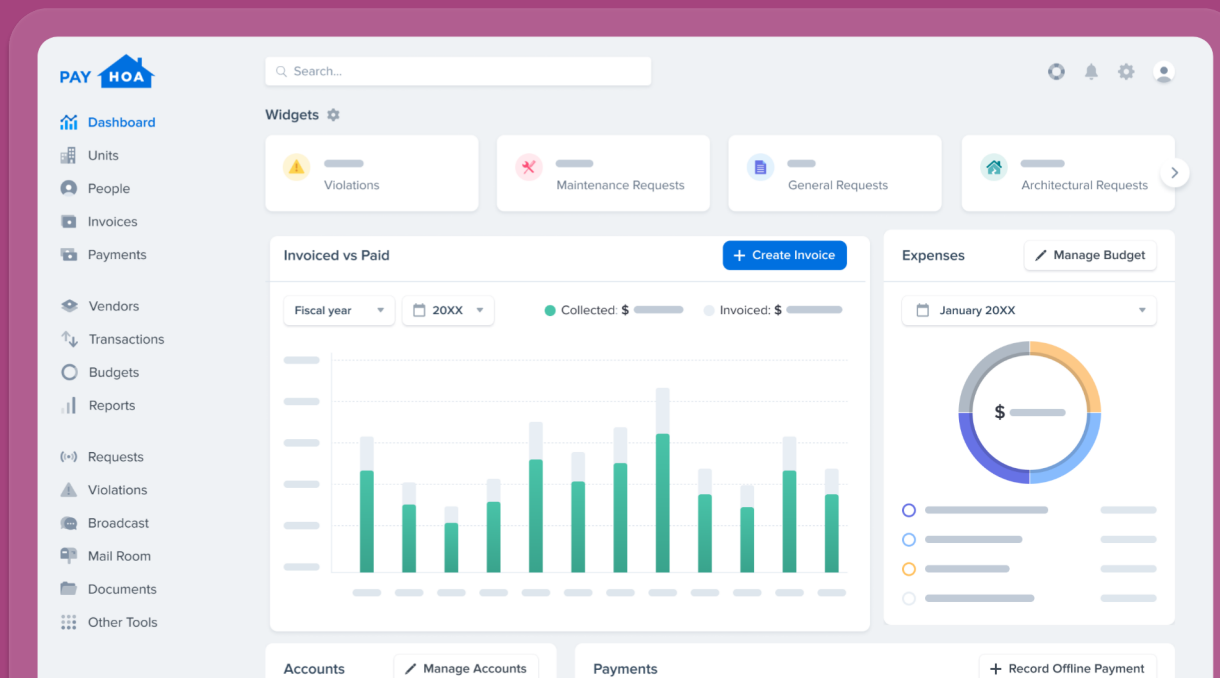 PAY HOA
Search...
Widgets
Dashboard
Units
People
Invoices
Payments
Vendors
Transactions
Budgets
Reports
Requests
Violations
Broadcast
Mail Room
Documents
Other Tools
Violations
Maintenance Requests
General Requests
Architectural Requests
Invoiced vs Paid
+ Create Invoice
Fiscal year
20XX
Collected: $
Invoiced: $
Expenses
Manage Budget
January 20XX
$
Accounts
Manage Accounts
Payments
+ Record Offline Payment